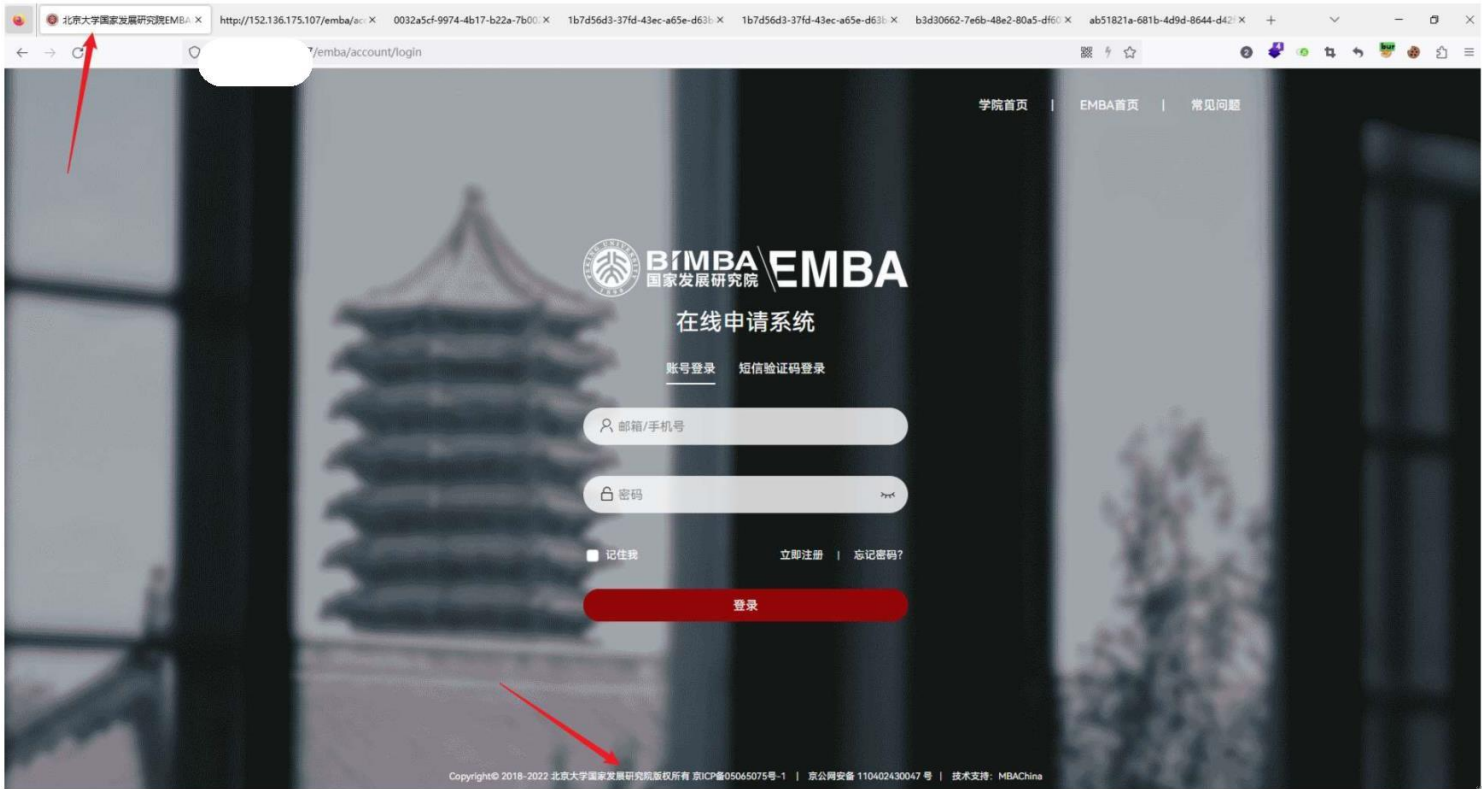 北京大学国家发展研究院EMBA
http://152.136.175.107/emba/acc
0032a5cf-9974-4b17-b22a-7b00
1b7d56d3-37fd-43ec-a65e-d63b
1b7d56d3-37fd-43ec-a65e-d63b
b3d30662-7e6b-48e2-80a5-df60
ab51821a-681b-4d9d-8644-d42f
/emba/account/login
学院首页 | EMBA首页 | 常见问题
BIMBA EMBA
国家发展研究院
在线申请系统
账号登录 短信验证码登录
邮箱/手机号
密码
记住我 立即注册 | 忘记密码?
登录
Copyright© 2018-2022 北京大学国家发展研究院版权所有 京ICP备05065075号-1 | 京公网安备 110402430047 号 | 技术支持: MBAChina